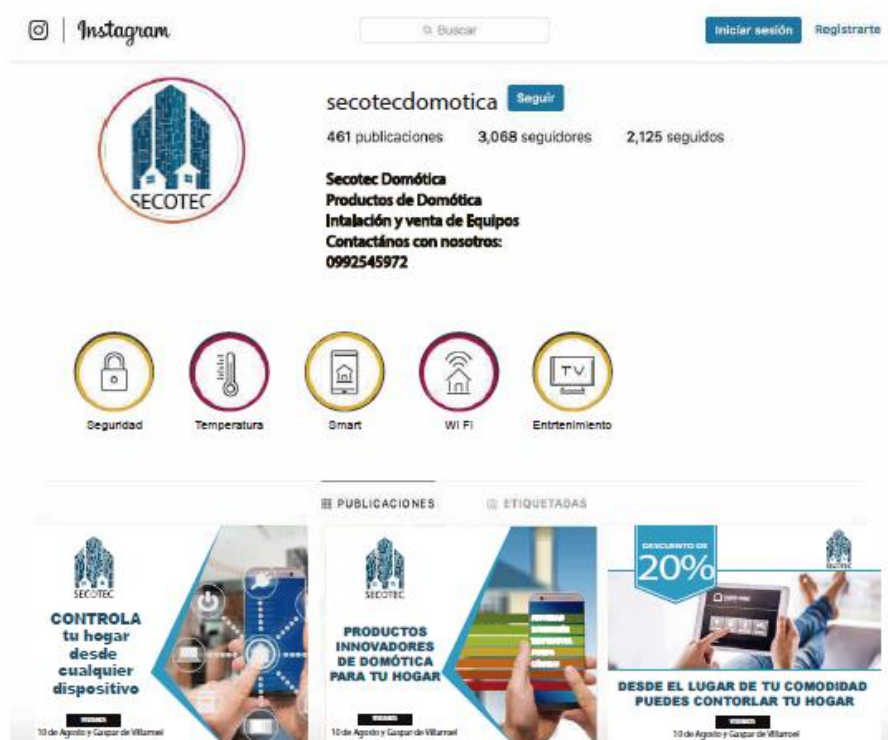 Instagram
Buscar
Iniciar sesión
Registrarte
SECOTEC
secotecdomotica
Seguir
461 publicaciones
3,068 seguidores
2,125 seguidos
Secotec Domótica
Productos de Domótica
Intalación y venta de Equipos
Contactános con nosotros:
0992545972
TV
Seguridad
Temperatura
Smart
Wi Fi
Entrtenimiento
PUBLICACIONES
ETIQUETADAS
SECOTEC
CONTROLA
tu hogar
desde
cualquier
dispositivo
10 de Agosto y Gaspar de Villarroel
SECOTEC
PRODUCTOS
INNOVADORES
DE DOMÓTICA
PARA TU HOGAR
10 de Agosto y Gaspar de Villarroel
DESCUENTO DE
20%
SECOTEC
DESDE EL LUGAR DE TU COMODIDAD
PUEDES CONTORLAR TU HOGAR
10 de Agosto y Gaspar de Villarroel